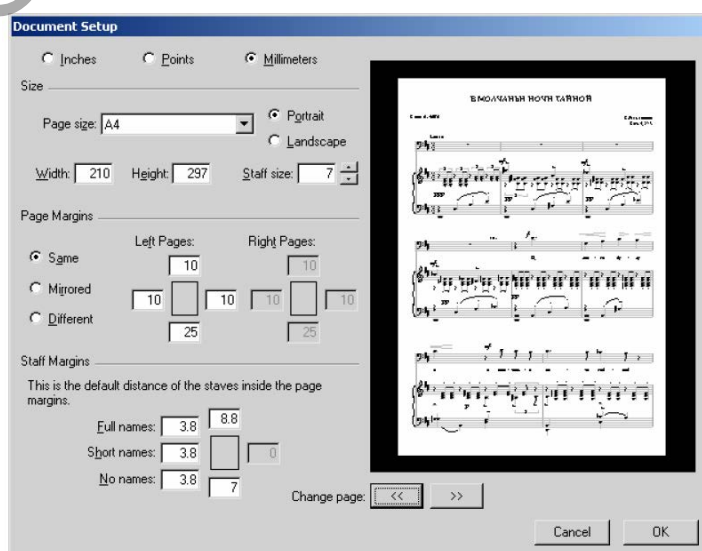 Document Setup
Inches Points Millimeters
Size
Page size: A4
Portrait
Landscape
Width: 210 Height: 297 Staff size: 7
Page Margins
Left Pages: Right Pages:
Same
10 10
Mirrored
10 10 10 10
Different
25 25
Staff Margins
This is the default distance of the staves inside the page
margins.
Full names: 3.8 8.8
Short names: 3.8 0
No names: 3.8 7
Change page: << >>
Cancel OK
В МОЛЧАНЬИ НОЧИ ТАЙНОЙ